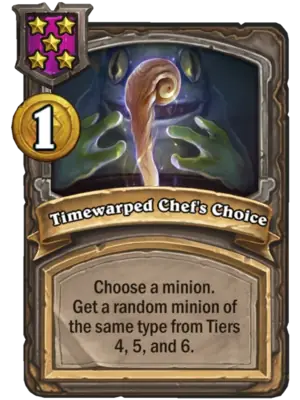 1
Timewarped Chef's Choice
Choose a minion.
Get a random minion of
the same type from Tiers
4, 5, and 6.